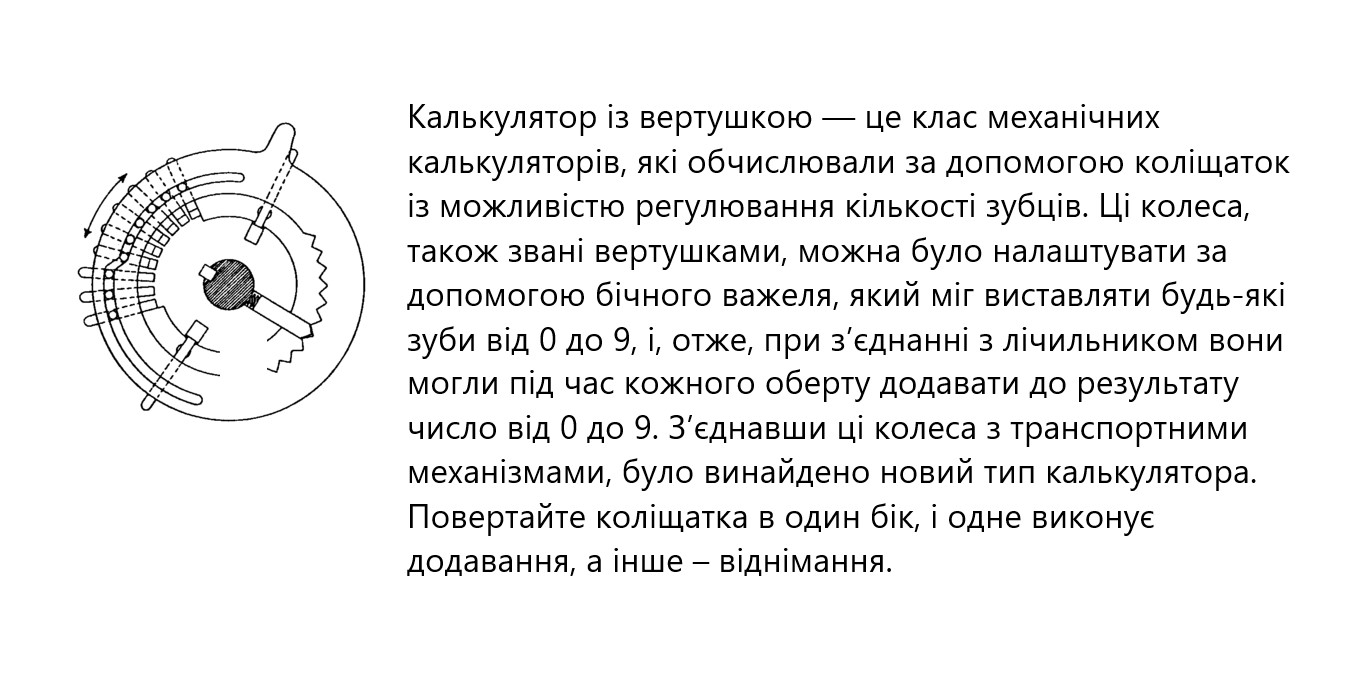 Калькулятор із вертушкою — це клас механічних
калькуляторів, які обчислювали за допомогою коліщаток
із можливістю регулювання кількості зубців. Ці колеса,
також звані вертушками, можна було налаштувати за
допомогою бічного важеля, який міг виставляти будь-які
зуби від 0 до 9, і, отже, при з’єднанні з лічильником вони
могли під час кожного оберту додавати до результату
число від 0 до 9. З’єднавши ці колеса з транспортними
механізмами, було винайдено новий тип калькулятора.
Повертайте коліщатка в один бік, і одне виконує
додавання, а інше – віднімання.